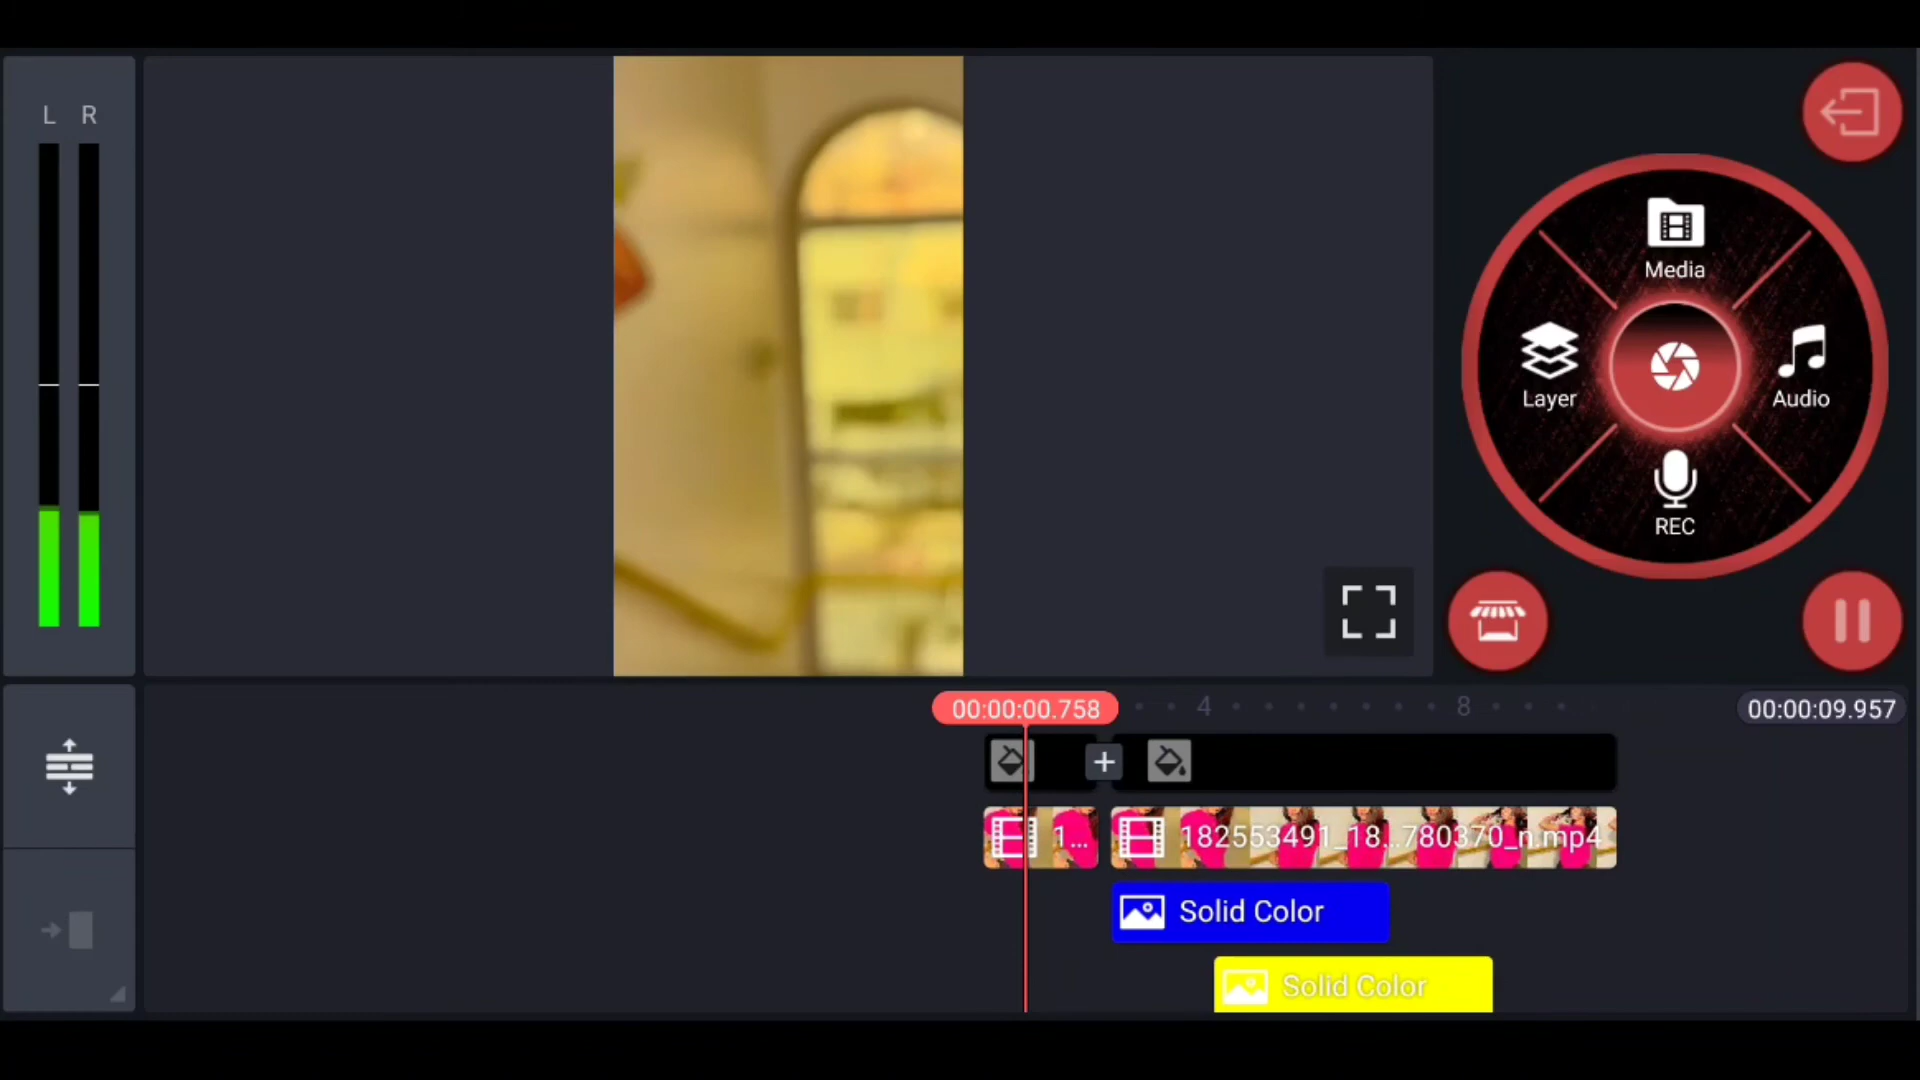 L R
Media
Layer
Audio
REC
00:00:00.758
4
8
00:00:09.957
1...
182553491_18...780370_n.mp4
Solid Color
Solid Color